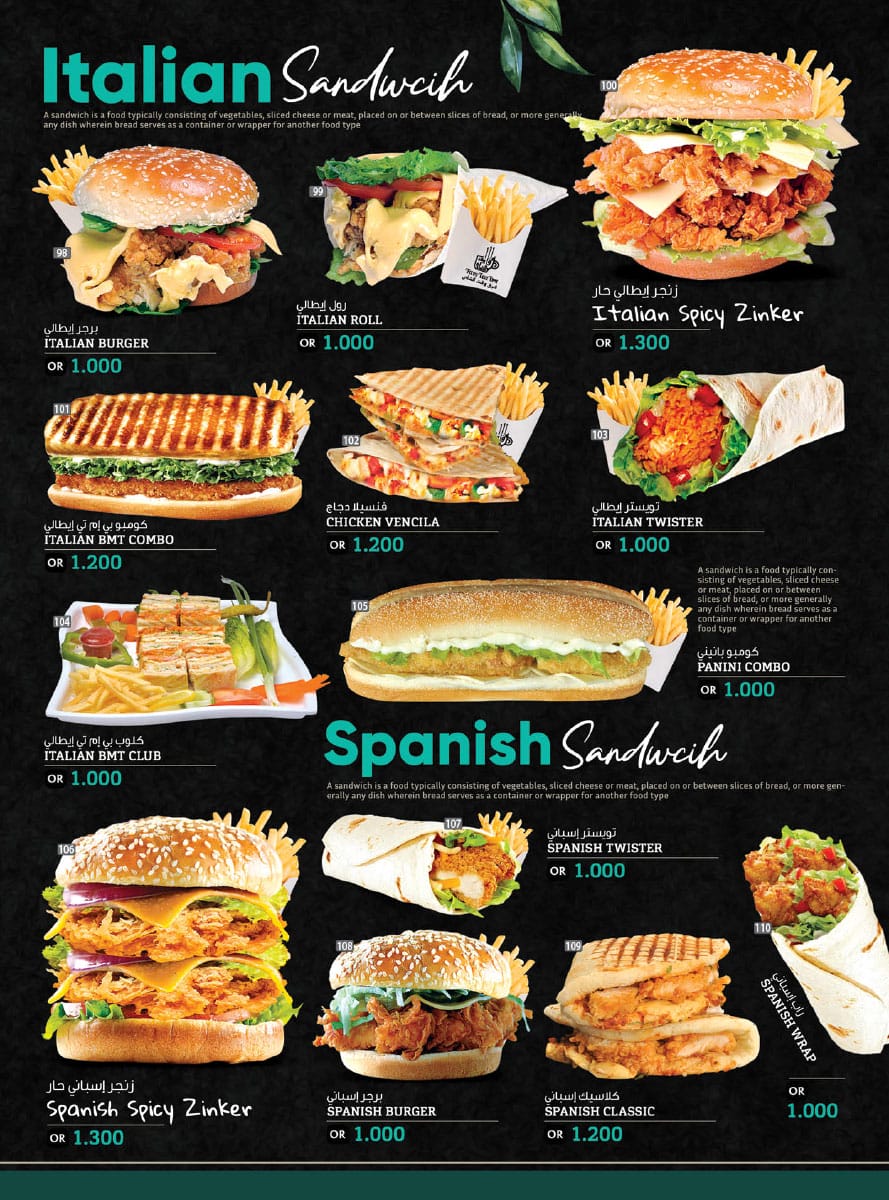 Italian Sandwcih
A sandwich is a food typically consisting of vegetables, sliced cheese or meat, placed on or between slices of bread, or more generally
any dish wherein bread serves as a container or wrapper for another food type
98
برجر إيطالي
ITALIAN BURGER
OR 1.000
99
رول إيطالي
ITALIAN ROLL
OR 1.000
100
زنجر إيطالي حار
Italian Spicy Zinker
OR 1.300
101
كومبو بي إم تي إيطالي
ITALIAN BMT COMBO
OR 1.200
102
فنسيلا دجاج
CHICKEN VENCILA
OR 1.200
103
تويستر إيطالي
ITALIAN TWISTER
OR 1.000
104
كلوب بي إم تي إيطالي
ITALIAN BMT CLUB
OR 1.000
105
A sandwich is a food typically con-
sisting of vegetables, sliced cheese
or meat, placed on or between
slices of bread, or more generally
any dish wherein bread serves as a
container or wrapper for another
food type
كومبو بانيني
PANINI COMBO
OR 1.000
Spanish Sandwcih
A sandwich is a food typically consisting of vegetables, sliced cheese or meat, placed on or between slices of bread, or more gen-
erally any dish wherein bread serves as a container or wrapper for another food type
106
زنجر إسباني حار
Spanish Spicy Zinker
OR 1.300
107
تويستر إسباني
SPANISH TWISTER
OR 1.000
108
برجر إسباني
SPANISH BURGER
OR 1.000
109
كلاسيك إسباني
SPANISH CLASSIC
OR 1.200
110
راب إسباني
SPANISH WRAP
OR
1.000